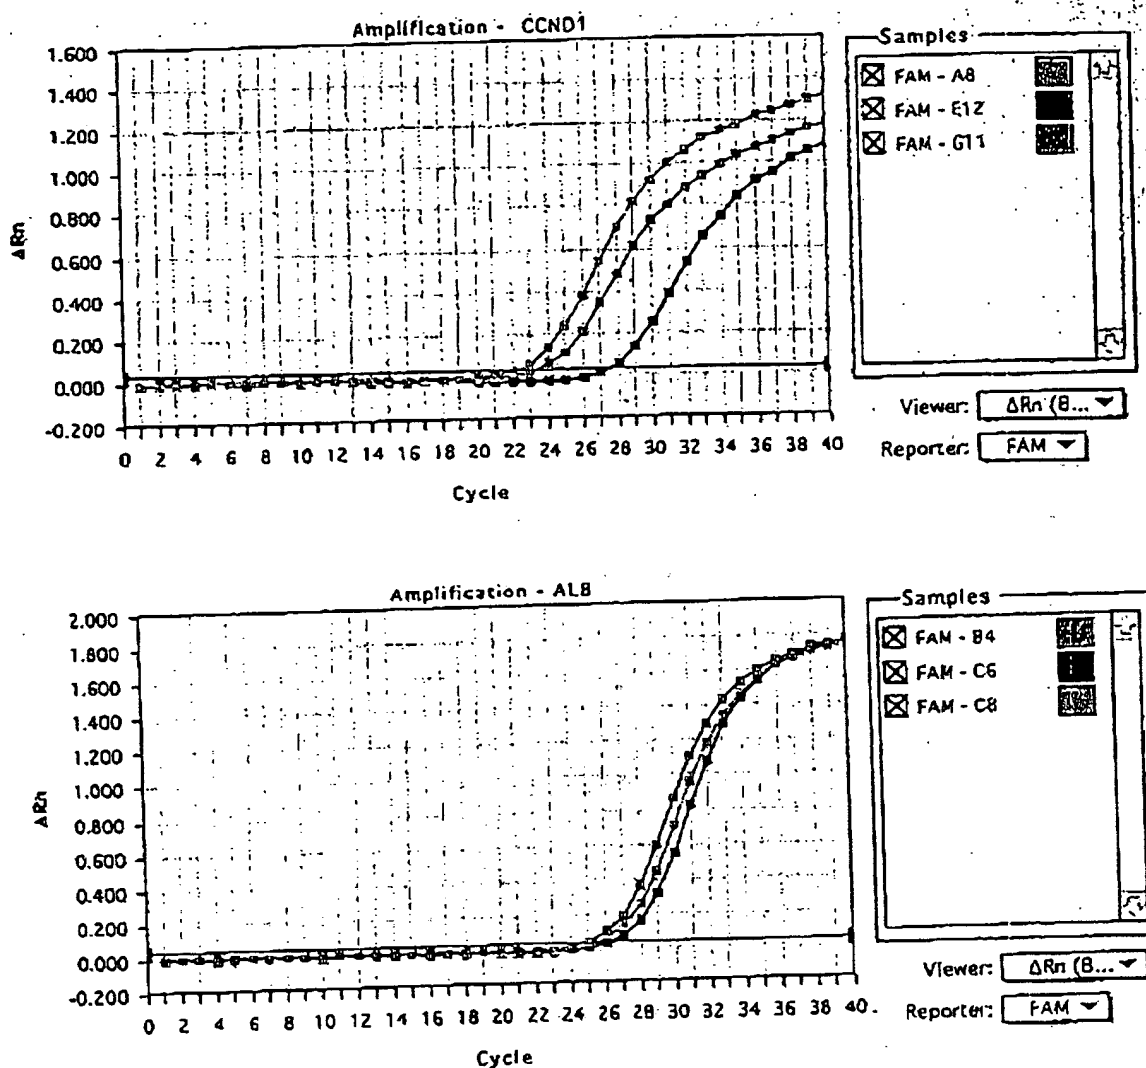 Amplification - CCND1
1.600
1.400
1.200
1.000
0.800
0.600
0.400
0.200
0.000
-0.200
ΔRn
0 2 4 6 8 10 12 14 16 18 20 22 24 26 28 30 32 34 36 38 40
Cycle
Samples
FAM - A8
FAM - E12
FAM - G11
Viewer: ΔRn (B...
Reporter: FAM
Amplification - ALB
2.000
1.800
1.600
1.400
1.200
1.000
0.800
0.600
0.400
0.200
0.000
-0.200
ΔRn
0 2 4 6 8 10 12 14 16 18 20 22 24 26 28 30 32 34 36 38 40
Cycle
Samples
FAM - B4
FAM - C6
FAM - C8
Viewer: ΔRn (B...
Reporter: FAM